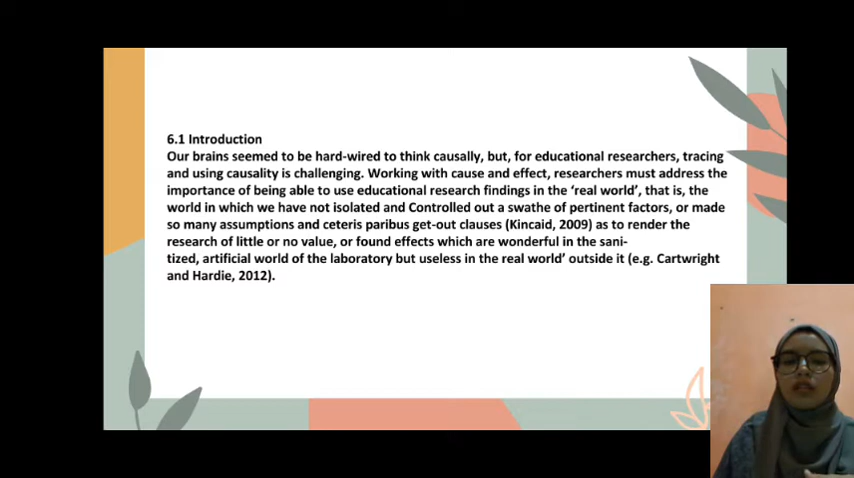 6.1 Introduction
Our brains seemed to be hard-wired to think causally, but, for educational researchers, tracing
and using causality is challenging. Working with cause and effect, researchers must address the
importance of being able to use educational research findings in the ‘real world’, that is, the
world in which we have not isolated and Controlled out a swathe of pertinent factors, or made
so many assumptions and ceteris paribus get-out clauses (Kincaid, 2009) as to render the
research of little or no value, or found effects which are wonderful in the sani-
tized, artificial world of the laboratory but useless in the real world’ outside it (e.g. Cartwright
and Hardie, 2012).